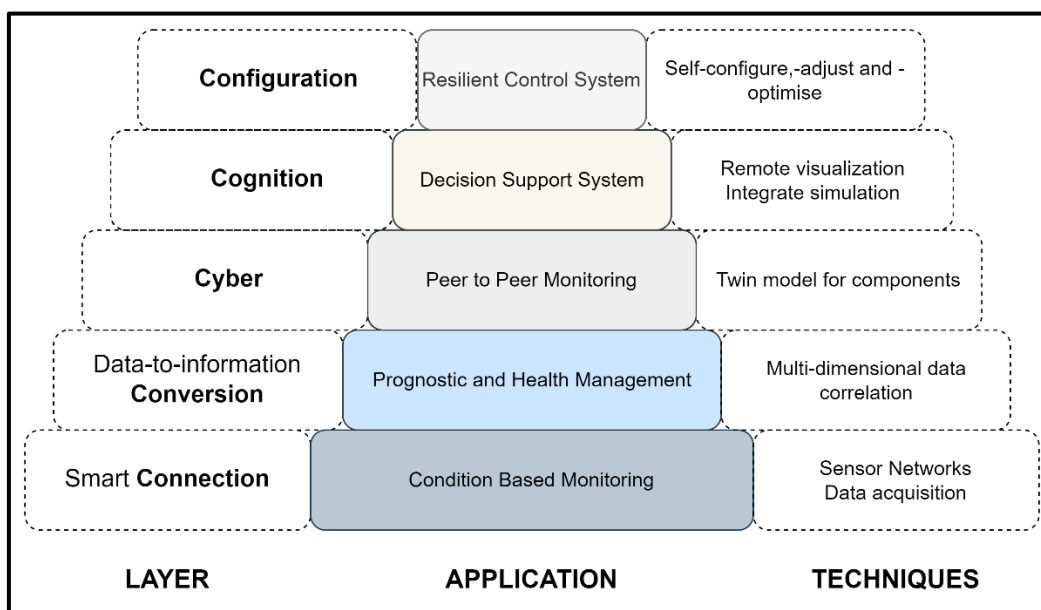 Configuration
Resilient Control System
Self-configure,-adjust and -
optimise
Cognition
Decision Support System
Remote visualization
Integrate simulation
Cyber
Peer to Peer Monitoring
Twin model for components
Data-to-information
Conversion
Prognostic and Health Management
Multi-dimensional data
correlation
Smart Connection
Condition Based Monitoring
Sensor Networks
Data acquisition
LAYER
APPLICATION
TECHNIQUES